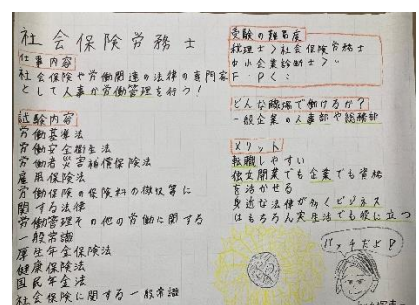 社会保険労務士
仕事内容
社会保険や労働関連の法律の専門家
として人事や労働管理を行う!
試験内容
労働基準法
労働安全衛生法
労働者災害補償保険法
雇用保険法
労働保険の保険料の徴収等に
関する法律
労働管理その他の労働に関する
一般常識
厚生年金保険法
健康保険法
国民年金法
社会保険に関する一般常識
受験の難易度
税理士>社会保険労務士
中小企業診断士>〃
F・P<〃
どんな職場で働けるか?
一般企業の人事部や総務部
メリット
転職しやすい
独立開業でも企業でも資格
を活かせる
身近な法律が多くビジネス
はもちろん実生活でも役に立つ
バッチだよ